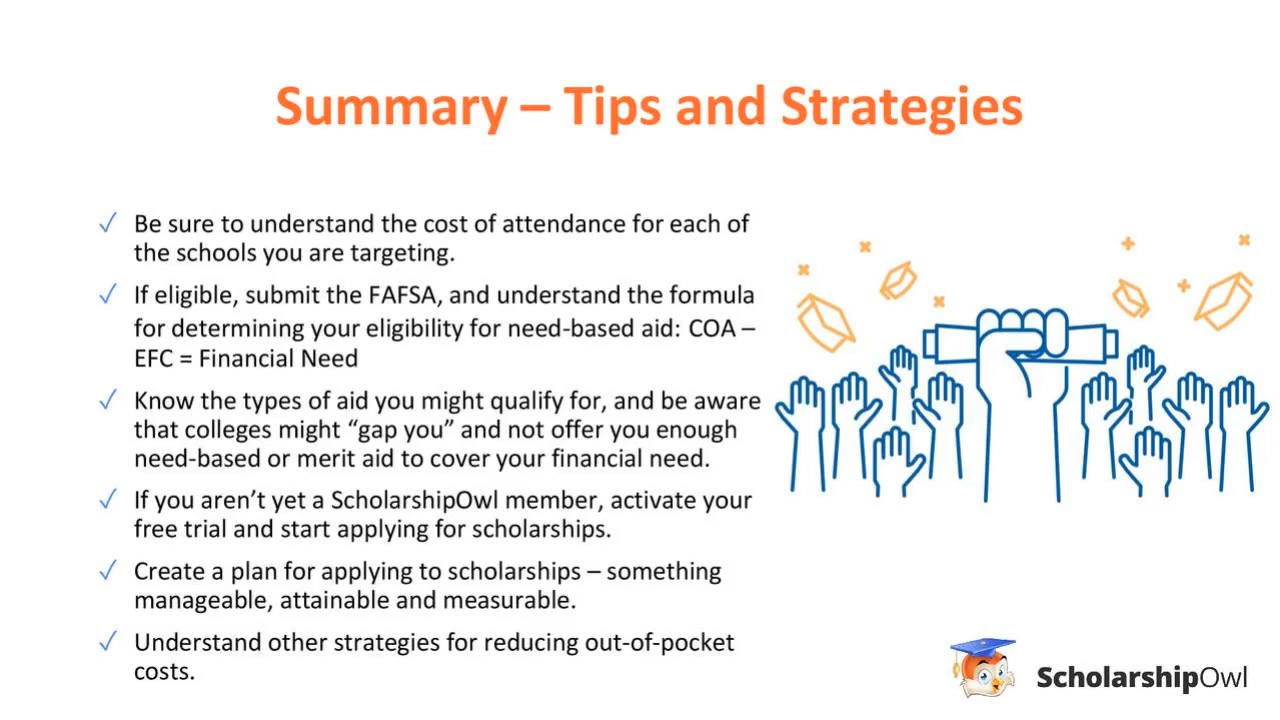 Summary – Tips and Strategies
✓ Be sure to understand the cost of attendance for each of
the schools you are targeting.
✓ If eligible, submit the FAFSA, and understand the formula
for determining your eligibility for need-based aid: COA –
EFC = Financial Need
✓ Know the types of aid you might qualify for, and be aware
that colleges might “gap you” and not offer you enough
need-based or merit aid to cover your financial need.
✓ If you aren’t yet a ScholarshipOwl member, activate your
free trial and start applying for scholarships.
✓ Create a plan for applying to scholarships – something
manageable, attainable and measurable.
✓ Understand other strategies for reducing out-of-pocket
costs.
ScholarshipOwl